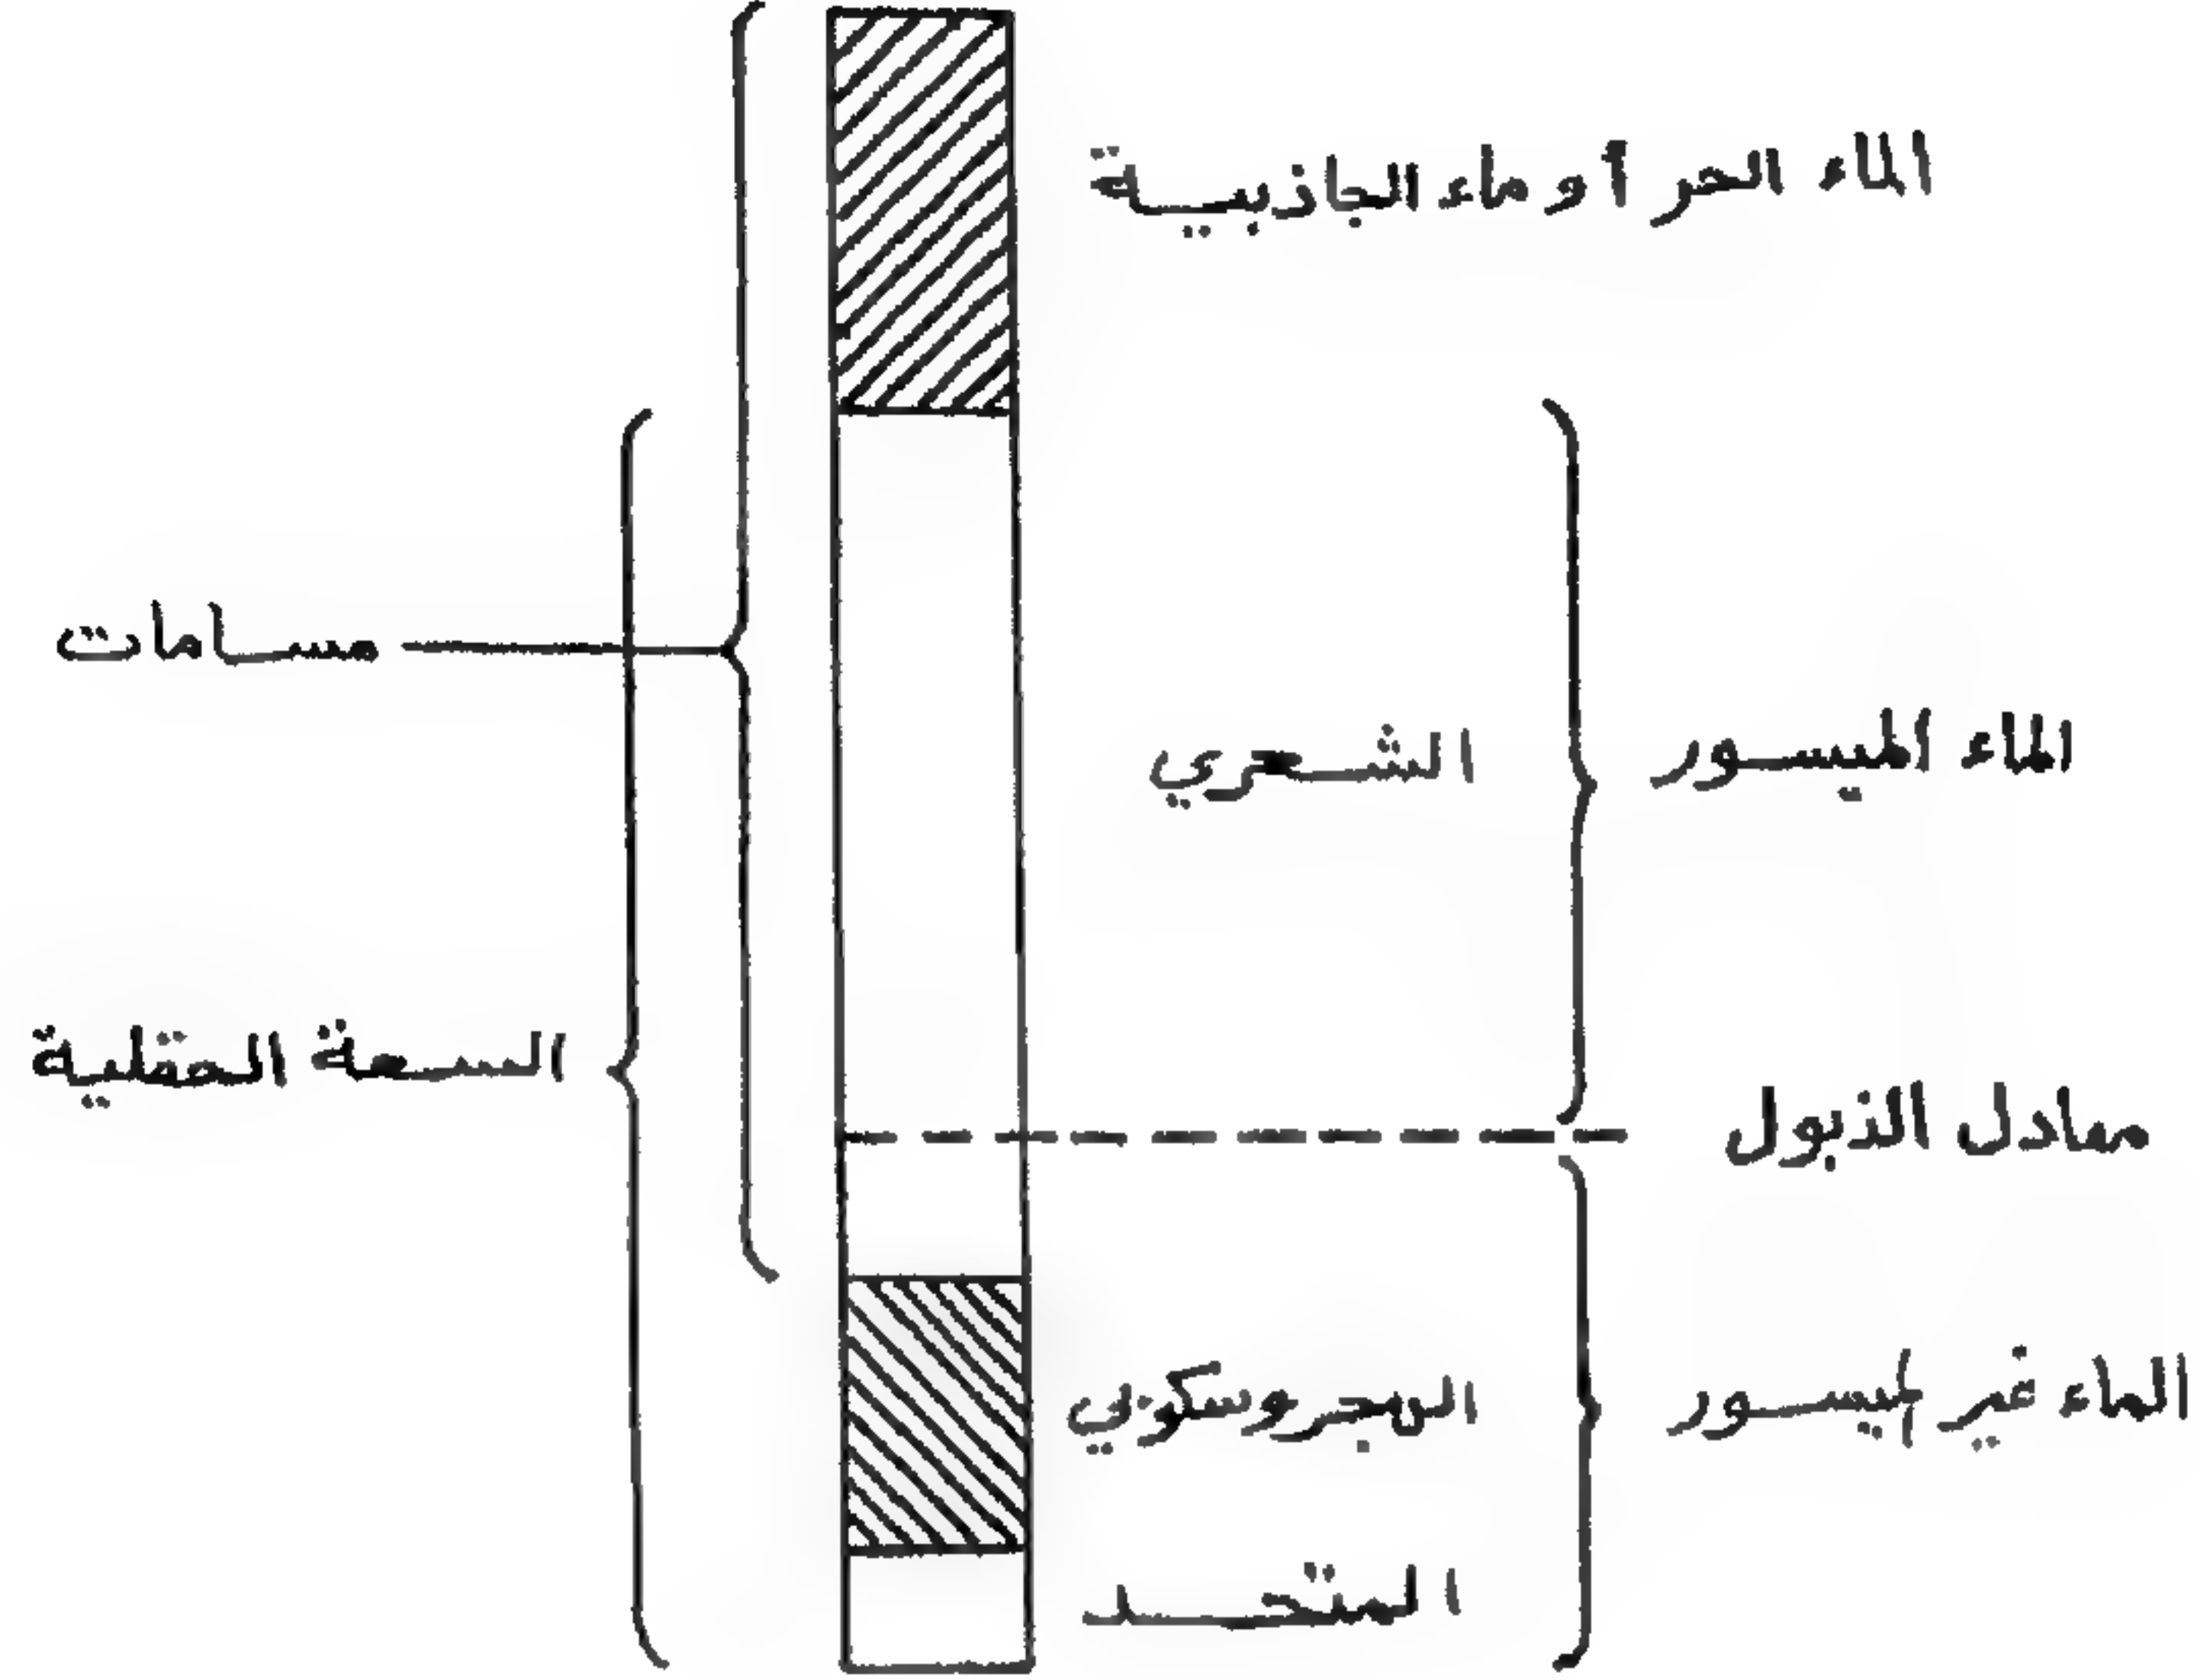 الماء الحر أو ماء الجاذبية
مسامات
الشعري
الماء الميسور
السعة الحقلية
معادل الذبول
الهجروسكوبي
الماء غير الميسور
المتحد